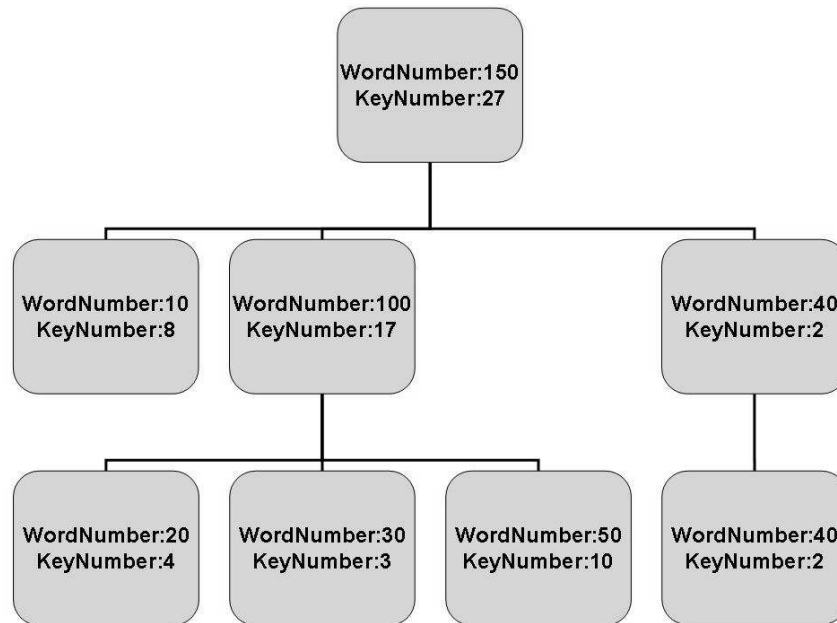 WordNumber:150
KeyNumber:27
WordNumber:10
KeyNumber:8
WordNumber:100
KeyNumber:17
WordNumber:40
KeyNumber:2
WordNumber:20
KeyNumber:4
WordNumber:30
KeyNumber:3
WordNumber:50
KeyNumber:10
WordNumber:40
KeyNumber:2